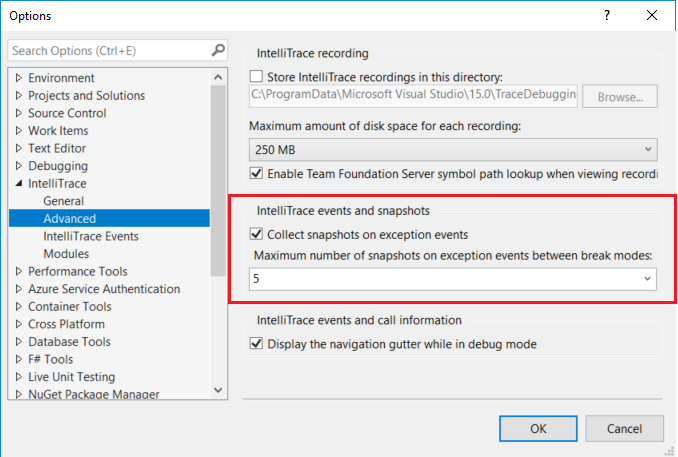 Options
?
Search Options (Ctrl+E)
Environment
Projects and Solutions
Source Control
Work Items
Text Editor
Debugging
IntelliTrace
General
Advanced
IntelliTrace Events
Modules
Performance Tools
Azure Service Authentication
Container Tools
Cross Platform
Database Tools
F# Tools
Live Unit Testing
NuGet Package Manager
IntelliTrace recording
Store IntelliTrace recordings in this directory:
C:\ProgramData\Microsoft Visual Studio\15.0\TraceDebuggin
Browse...
Maximum amount of disk space for each recording:
250 MB
Enable Team Foundation Server symbol path lookup when viewing recordi
IntelliTrace events and snapshots
Collect snapshots on exception events
Maximum number of snapshots on exception events between break modes:
5
IntelliTrace events and call information
Display the navigation gutter while in debug mode
OK
Cancel